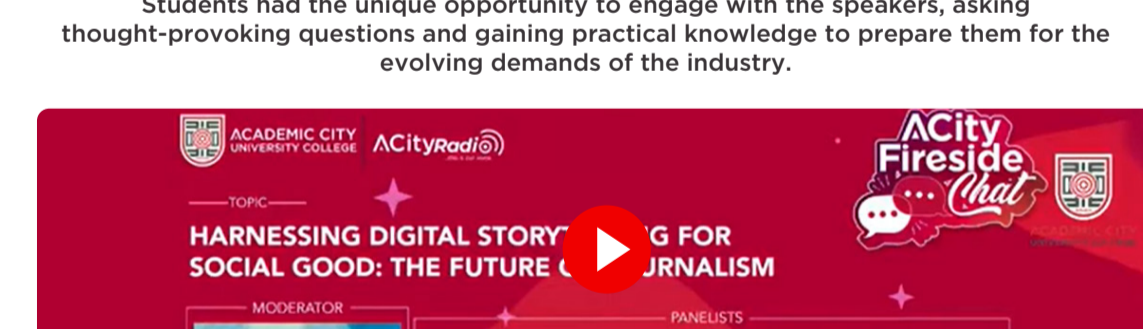 Students had the unique opportunity to engage with the speakers, asking
thought-provoking questions and gaining practical knowledge to prepare them for the
evolving demands of the industry.
ACADEMIC CITY
UNIVERSITY COLLEGE
ACityRadio
ACity
Fireside
Chat
TOPIC
HARNESSING DIGITAL FOR
SOCIAL GOOD: THE FUTURE
ACADEMIC CITY
MODERATOR
PANELISTS